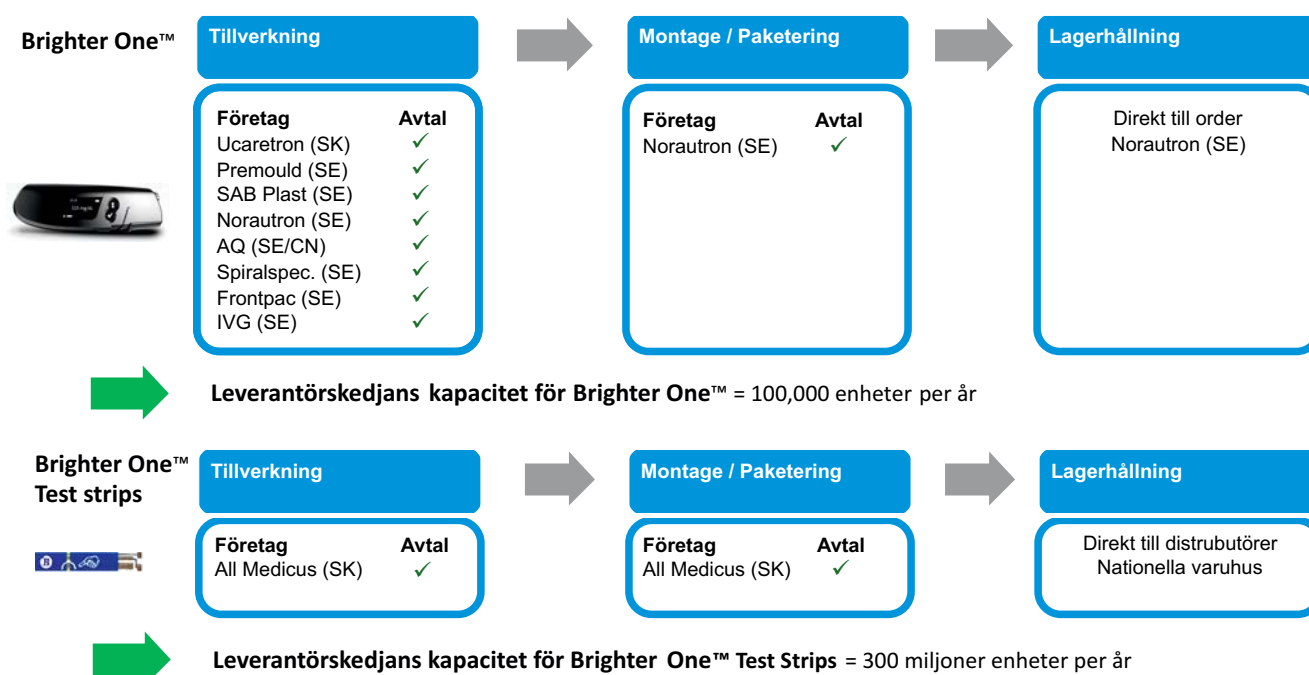 Brighter One™
Tillverkning
Montage / Paketering
Lagerhållning
Företag Avtal
Ucaretron (SK) ✓
Premould (SE) ✓
SAB Plast (SE) ✓
Norautron (SE) ✓
AQ (SE/CN) ✓
Spiralspec. (SE) ✓
Frontpac (SE) ✓
IVG (SE) ✓
Företag Avtal
Norautron (SE) ✓
Direkt till order
Norautron (SE)
Leverantörskedjans kapacitet för Brighter One™ = 100,000 enheter per år
Brighter One™
Test strips
Tillverkning
Montage / Paketering
Lagerhållning
Företag Avtal
All Medicus (SK) ✓
Företag Avtal
All Medicus (SK) ✓
Direkt till distrubutörer
Nationella varuhus
Leverantörskedjans kapacitet för Brighter One™ Test Strips = 300 miljoner enheter per år